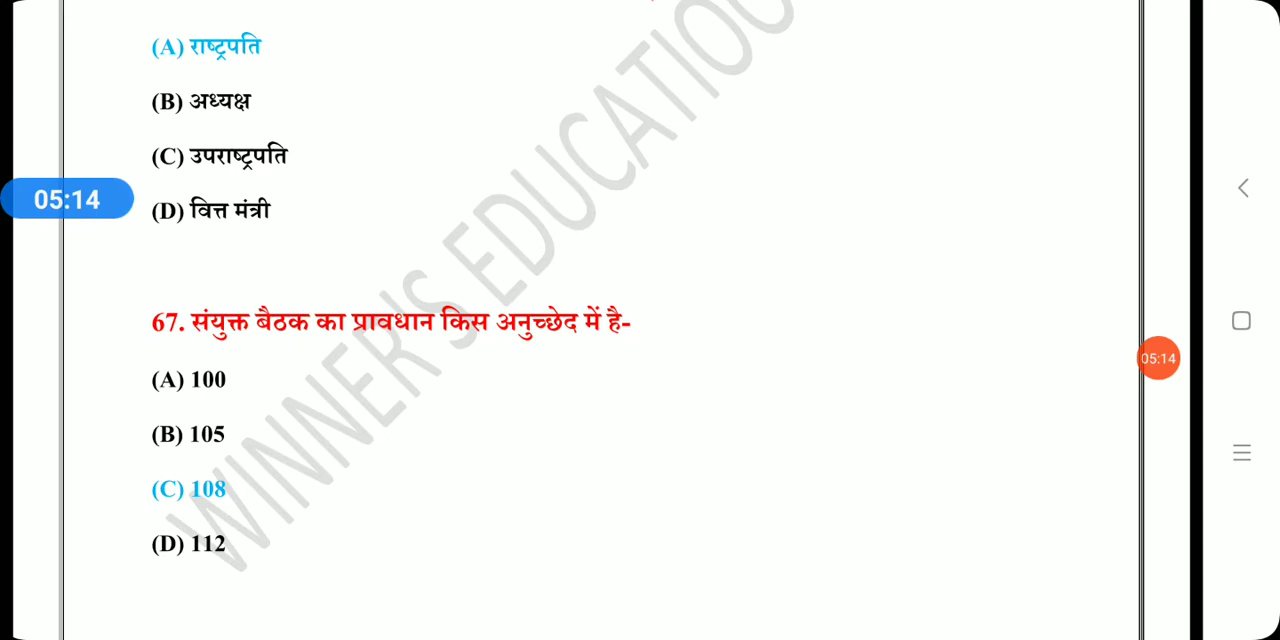 (A) राष्ट्रपति
(B) अध्यक्ष
(C) उपराष्ट्रपति
05:14
(D) वित्त मंत्री
67. संयुक्त बैठक का प्रावधान किस अनुच्छेद में है-
05:14
(A) 100
(B) 105
(C) 108
(D) 112
WINNER'S EDUCATIO